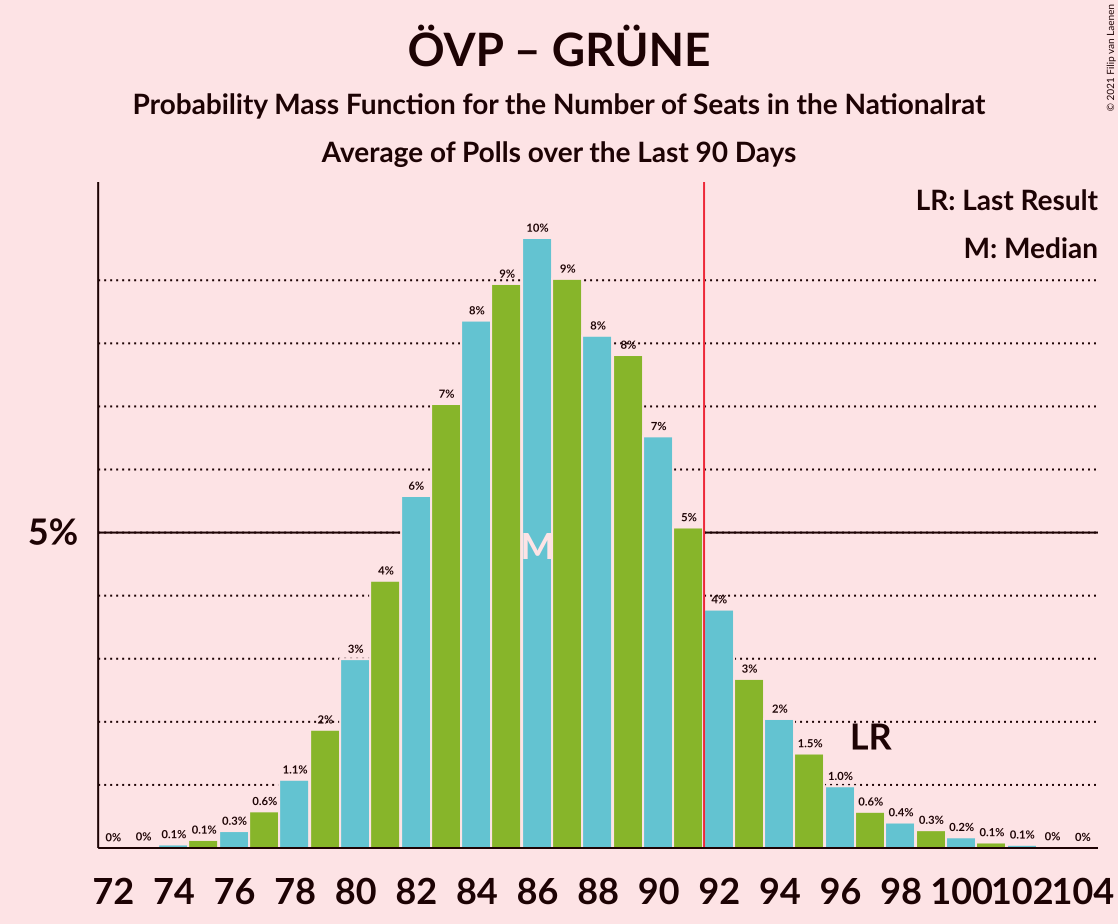 ÖVP – GRÜNE
Probability Mass Function for the Number of Seats in the Nationalrat
Average of Polls over the Last 90 Days
© 2021 Filip van Laenen
LR: Last Result
M: Median
5%
0% 0% 0.1% 0.1% 0.3% 0.6% 1.1% 2% 3% 4% 6% 7% 8% 9% 10% 9% 8% 8% 7% 5% 4% 3% 2% 1.5% 1.0% 0.6% 0.4% 0.3% 0.2% 0.1% 0.1% 0% 0%
M
LR
72 74 76 78 80 82 84 86 88 90 92 94 96 98 100 102 104